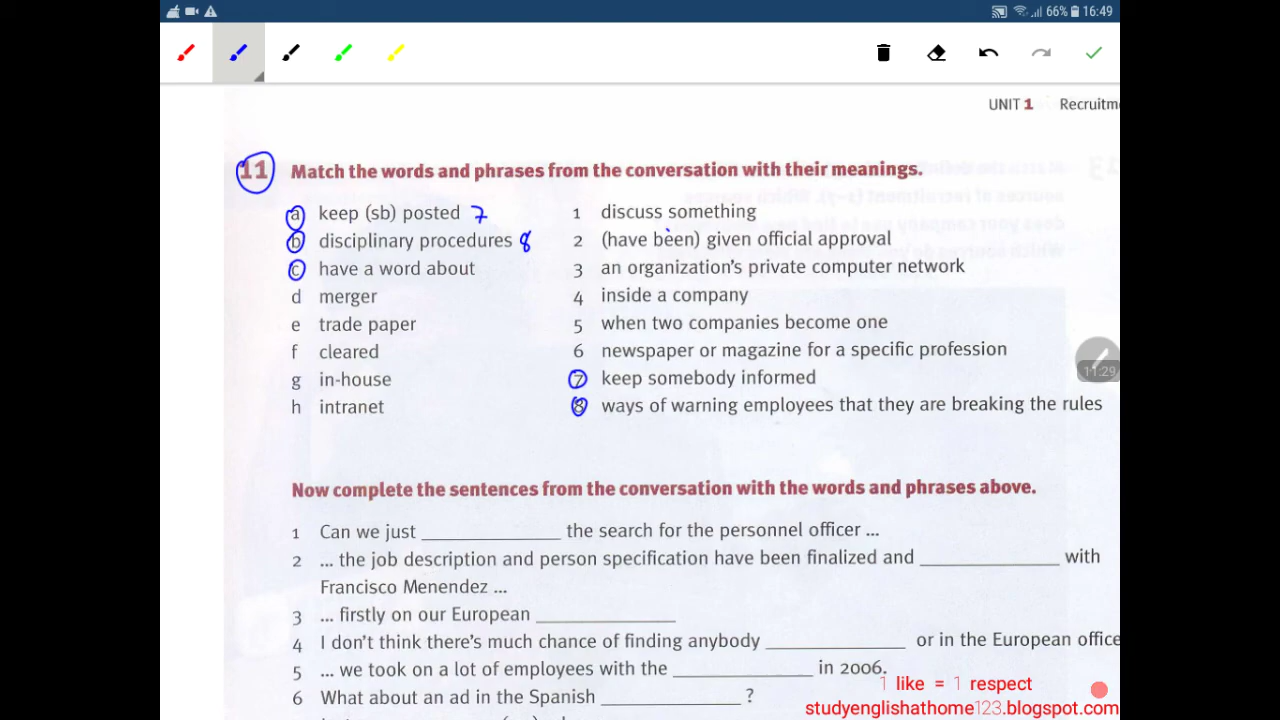 66% 16:49
UNIT 1 Recruitm
11 Match the words and phrases from the conversation with their meanings.
a keep (sb) posted 7
b disciplinary procedures 8
c have a word about
d merger
e trade paper
f cleared
g in-house
h intranet
1 discuss something
2 (have been) given official approval
3 an organization's private computer network
4 inside a company
5 when two companies become one
6 newspaper or magazine for a specific profession
7 keep somebody informed
8 ways of warning employees that they are breaking the rules
11:29
Now complete the sentences from the conversation with the words and phrases above.
1 Can we just ______________ the search for the personnel officer ...
2 ... the job description and person specification have been finalized and ______________ with
Francisco Menendez ...
3 ... firstly on our European ______________
4 I don't think there's much chance of finding anybody ______________ or in the European office
5 ... we took on a lot of employees with the ______________ in 2006.
6 What about an ad in the Spanish ______________ ?
1 like = 1 respect
studyenglishathome123.blogspot.com